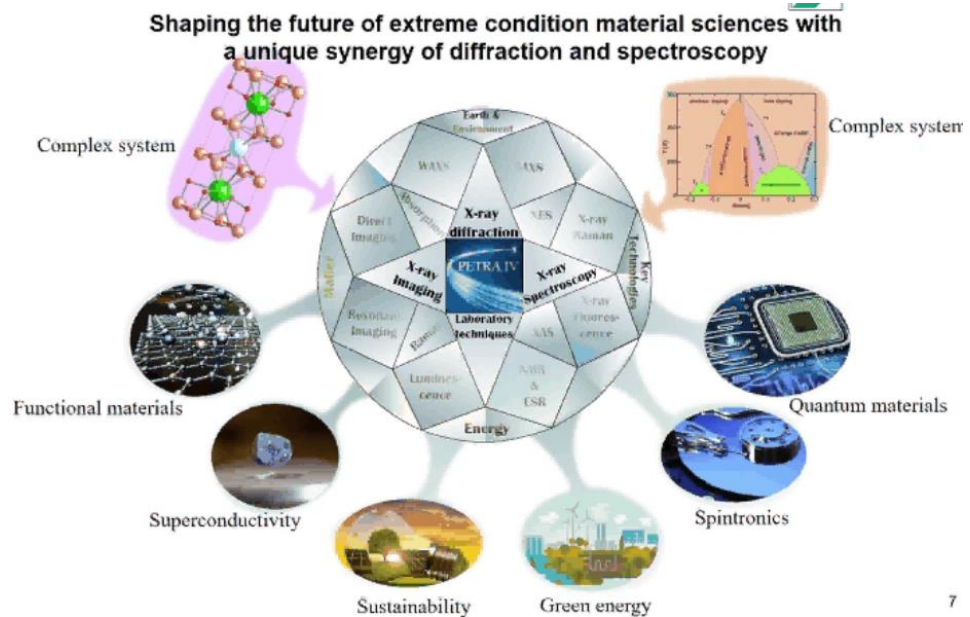 Shaping the future of extreme condition material sciences with
a unique synergy of diffraction and spectroscopy
Complex system
Complex system
Earth &
Environment
WAXS
SAXS
Absorption
X-ray
diffraction
XES
Direct
Imaging
X-ray
Raman
Matter
Key
Technologies
X-ray
Imaging
PETRA IV
X-ray
Spectroscopy
Resonant
Imaging
Raman
Laboratory
techniques
XAS
X-ray
Fluores-
cence
Lumines-
cence
NMR
&
ESR
Energy
Functional materials
Quantum materials
Superconductivity
Spintronics
Sustainability
Green energy
7